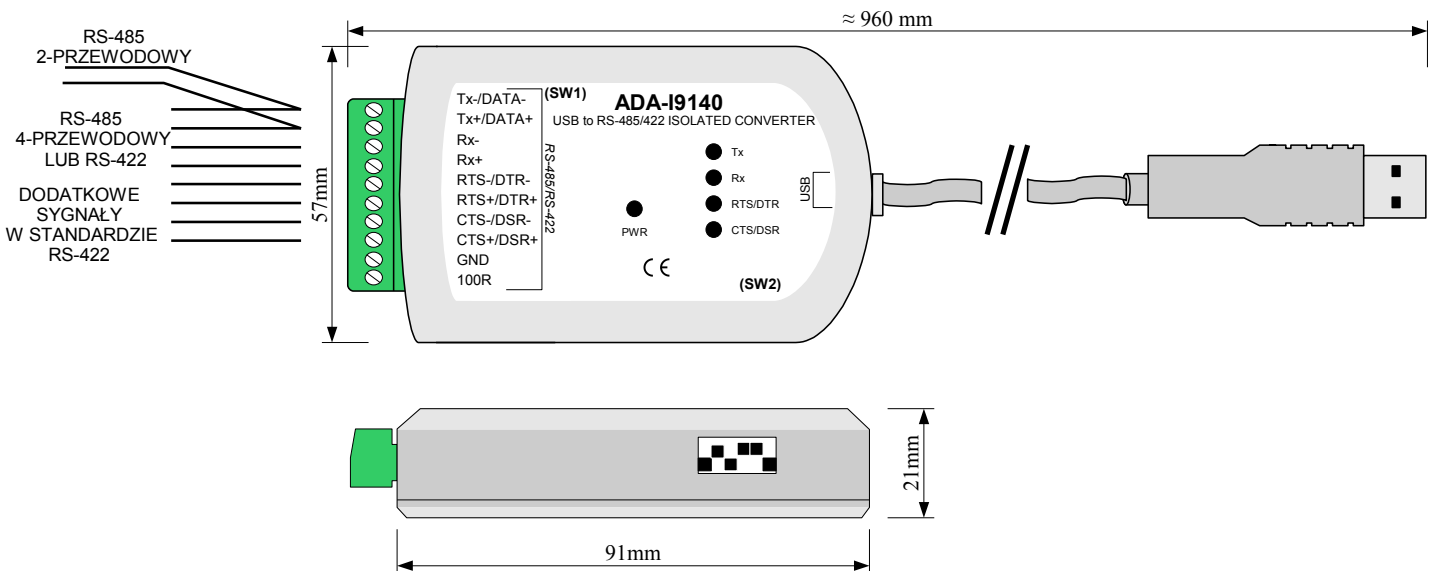 ≈ 960 mm
RS-485
2-PRZEWODOWY
RS-485
4-PRZEWODOWY
LUB RS-422
DODATKOWE
SYGNAŁY
W STANDARDZIE
RS-422
57mm
Tx-/DATA-
Tx+/DATA+
Rx-
Rx+
RTS-/DTR-
RTS+/DTR+
CTS-/DSR-
CTS+/DSR+
GND
100R
(SW1)
RS-485/RS-422
ADA-I9140
USB to RS-485/422 ISOLATED CONVERTER
Tx
Rx
RTS/DTR
CTS/DSR
PWR
CE
(SW2)
USB
21mm
91mm